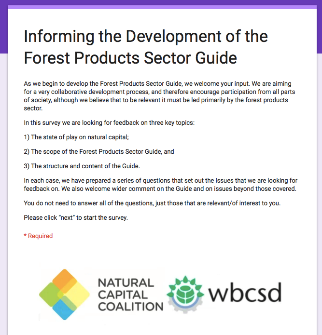 Informing the Development of the
Forest Products Sector Guide
As we begin to develop the Forest Products Sector Guide, we welcome your input. We are aiming
for a very collaborative development process, and therefore encourage participation from all parts
of society, although we believe that to be relevant it must be led primarily by the forest products
sector.
In this survey we are looking for feedback on three key topics:
1) The state of play on natural capital;
2) The scope of the Forest Products Sector Guide, and
3) The structure and content of the Guide.
In each case, we have prepared a series of questions that set out the issues that we are looking for
feedback on. We also welcome wider comment on the Guide and on issues beyond those covered.
You do not need to answer all of the questions, just those that are relevant/of interest to you.
Please click "next" to start the survey.
* Required
NATURAL
CAPITAL
COALITION
wbcsd